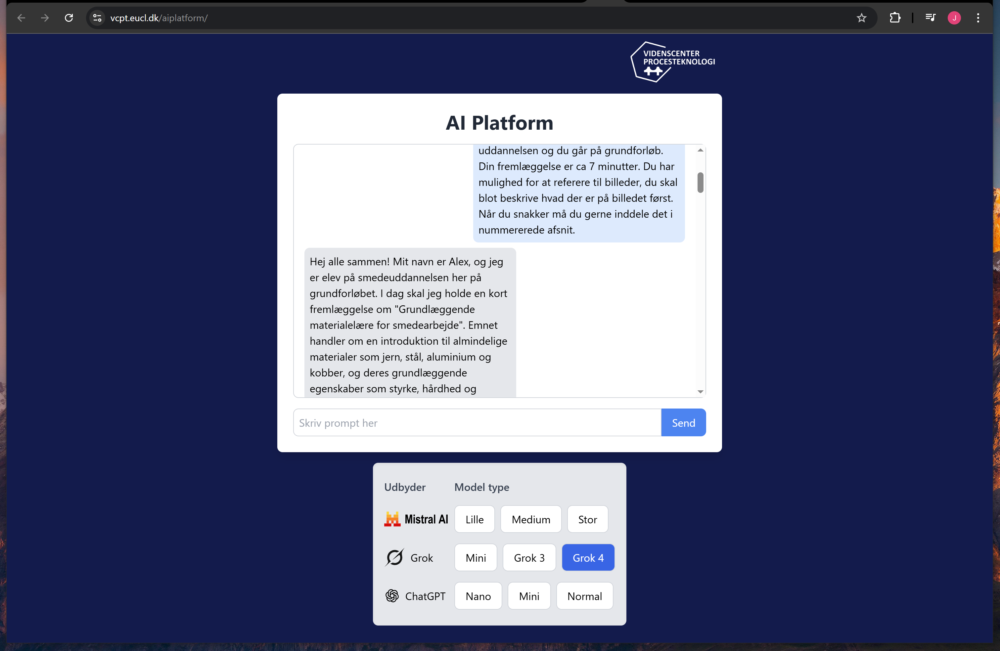 vcpt.eucl.dk/aiplatform/
J
VIDENSCENTER
PROCESTEKNOLOGI
AI Platform
uddannelsen og du går på grundforløb.
Din fremlæggelse er ca 7 minutter. Du har
mulighed for at referere til billeder, du skal
blot beskrive hvad der er på billedet først.
Når du snakker må du gerne inddele det i
nummererede afsnit.
Hej alle sammen! Mit navn er Alex, og jeg
er elev på smedeuddannelsen her på
grundforløbet. I dag skal jeg holde en kort
fremlæggelse om "Grundlæggende
materialelære for smedearbejde". Emnet
handler om en introduktion til almindelige
materialer som jern, stål, aluminium og
kobber, og deres grundlæggende
egenskaber som styrke, hårdhed og
Skriv prompt her
Send
Udbyder Model type
Mistral AI Lille Medium Stor
Grok Mini Grok 3 Grok 4
ChatGPT Nano Mini Normal